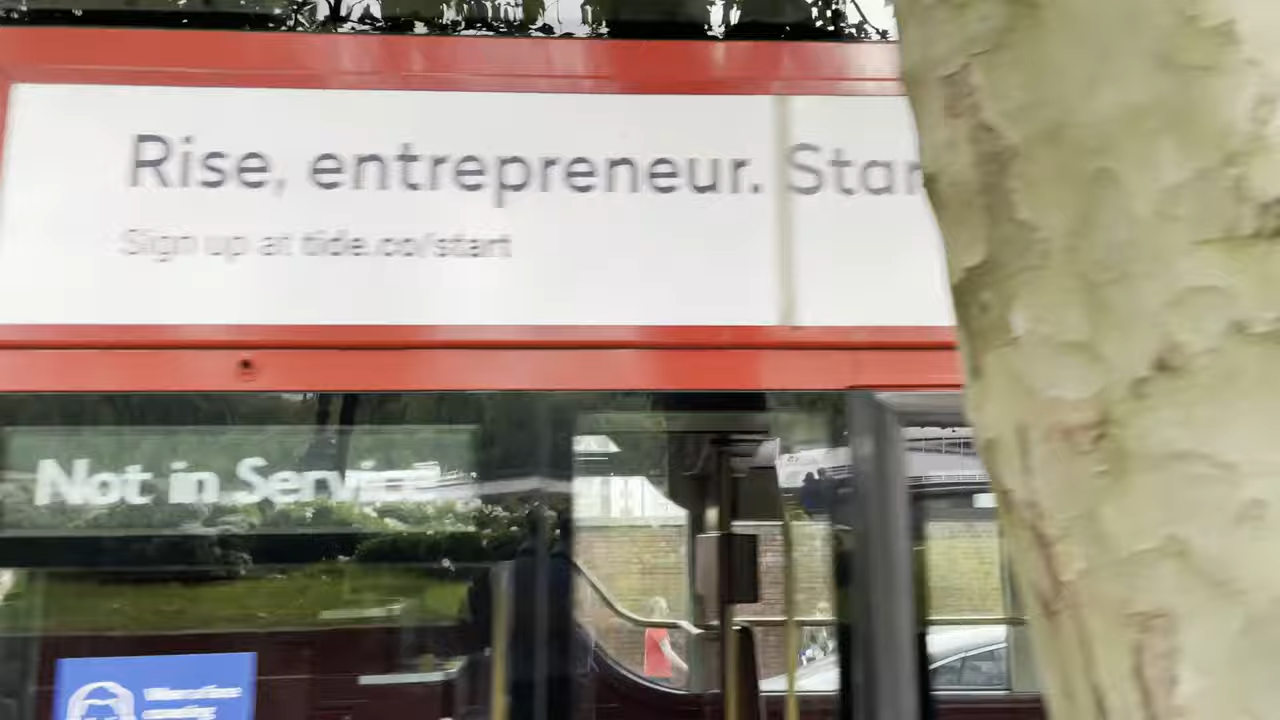 Rise, entrepreneur. Star
Sign up at tide.co/start
Not in Service